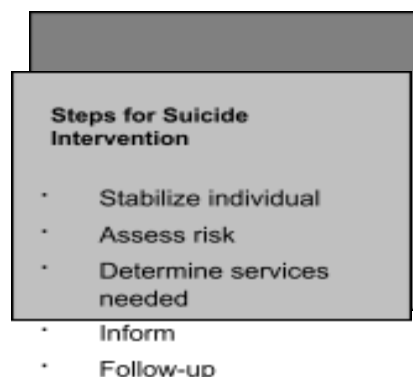 Steps for Suicide
Intervention
· Stabilize individual
· Assess risk
· Determine services
needed
· Inform
· Follow-up